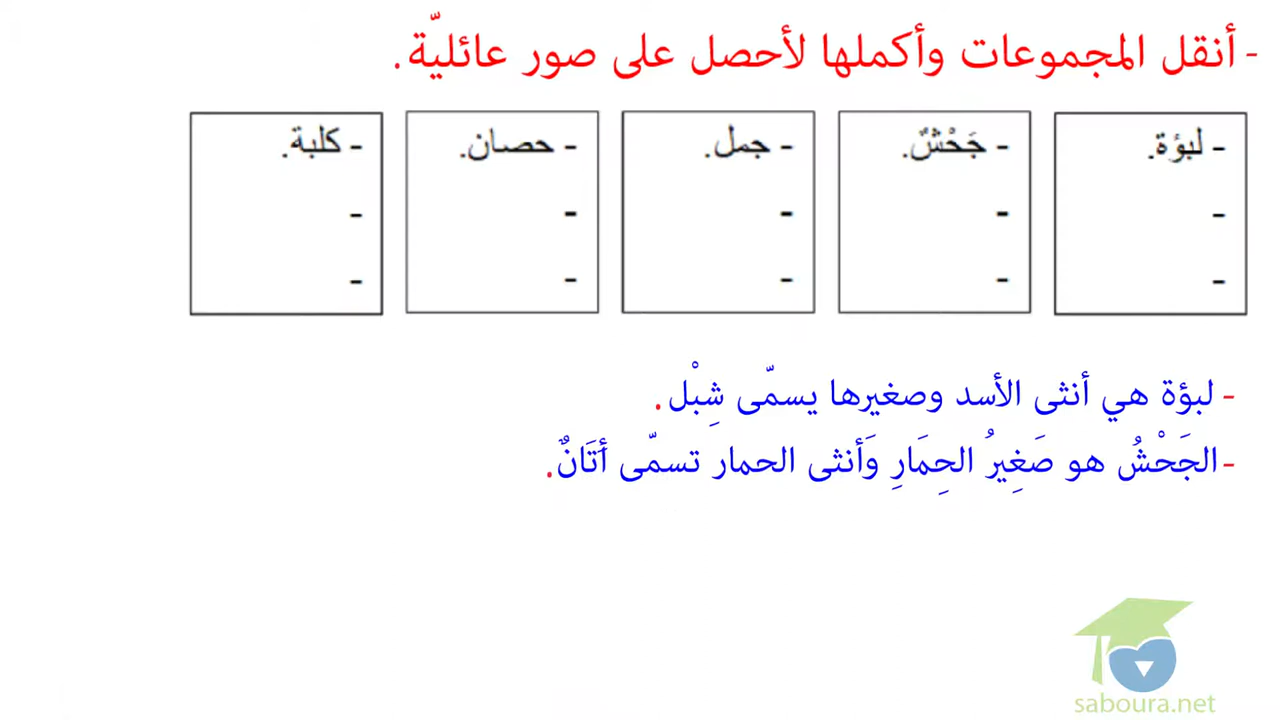 - أنقل المجموعات وأكملها لأحصل على صور عائليّة.
- لبؤة.
-
-
- جَحْشٌ.
-
-
- جمل.
-
-
- حصان.
-
-
- كلبة.
-
-
- لبؤة هي أنثى الأسد وصغيرها يسمّى شِبْل.
- الجَحْشُ هو صَغِيرُ الحِمَارِ وَأنثى الحمار تسمّى أَتَانٌ.
saboura.net